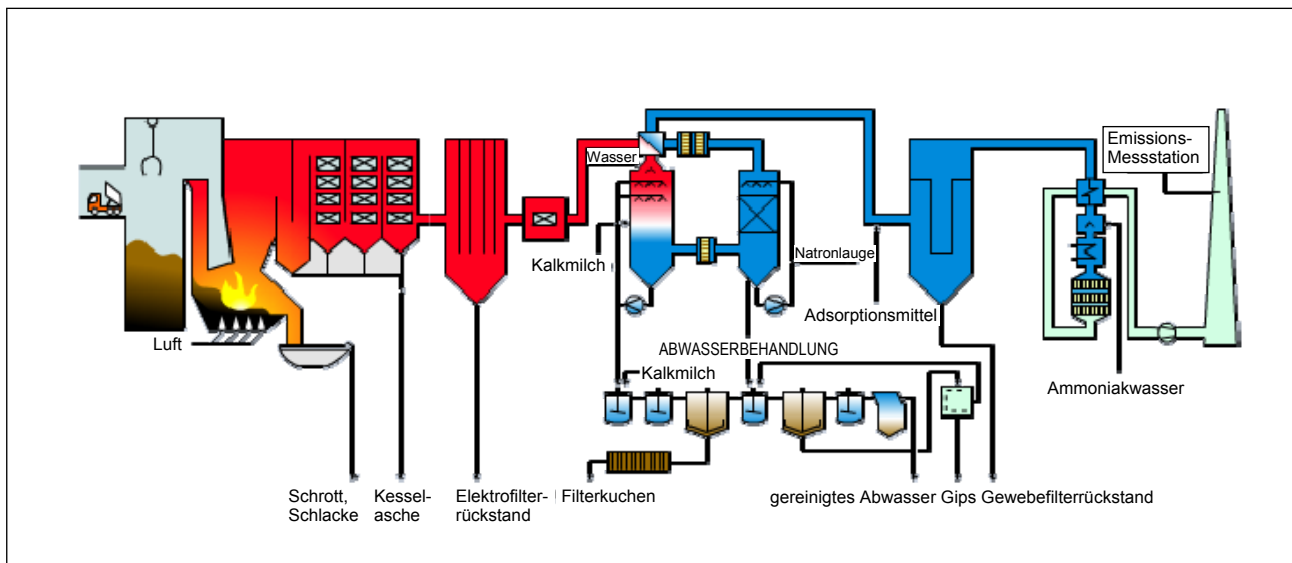 Emissions-
Messstation
Wasser
Kalkmilch
Natronlauge
Adsorptionsmittel
Luft
ABWASSERBEHANDLUNG
Kalkmilch
Ammoniakwasser
Schrott,
Schlacke
Kessel-
asche
Elektrofilter-
rückstand
Filterkuchen
gereinigtes Abwasser Gips Gewebefilterrückstand